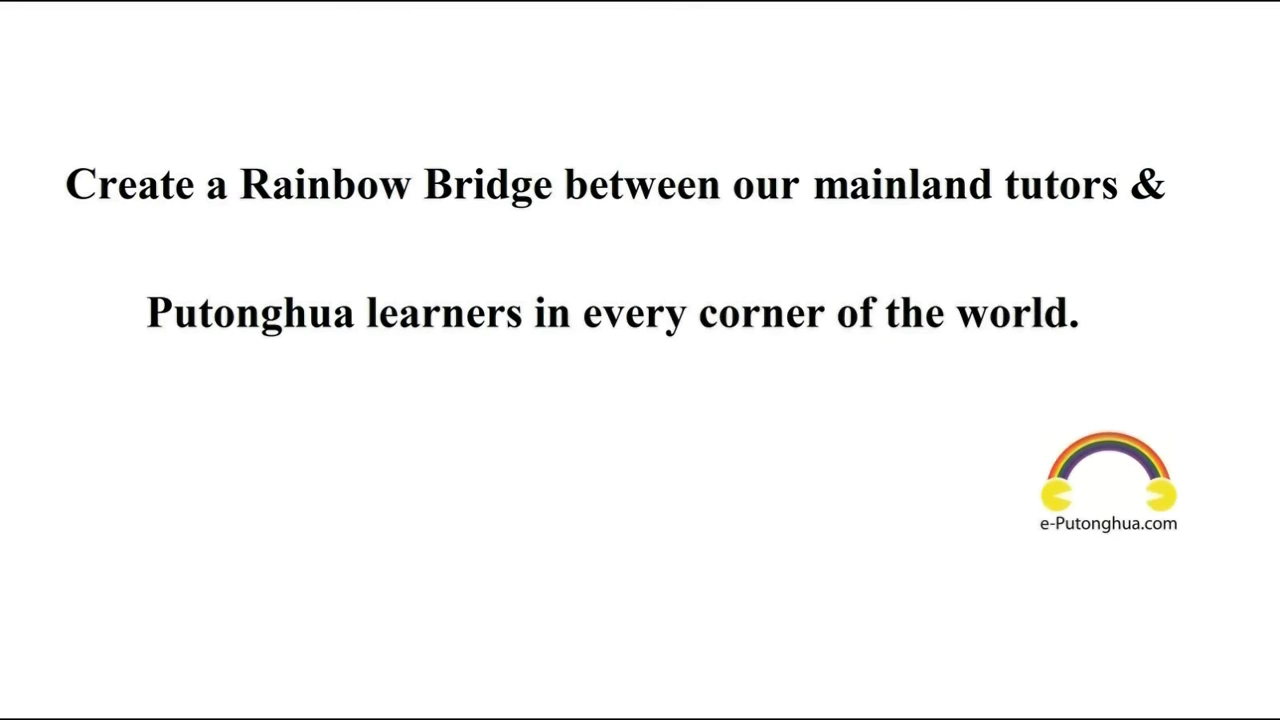 Create a Rainbow Bridge between our mainland tutors &
Putonghua learners in every corner of the world.
e-Putonghua.com